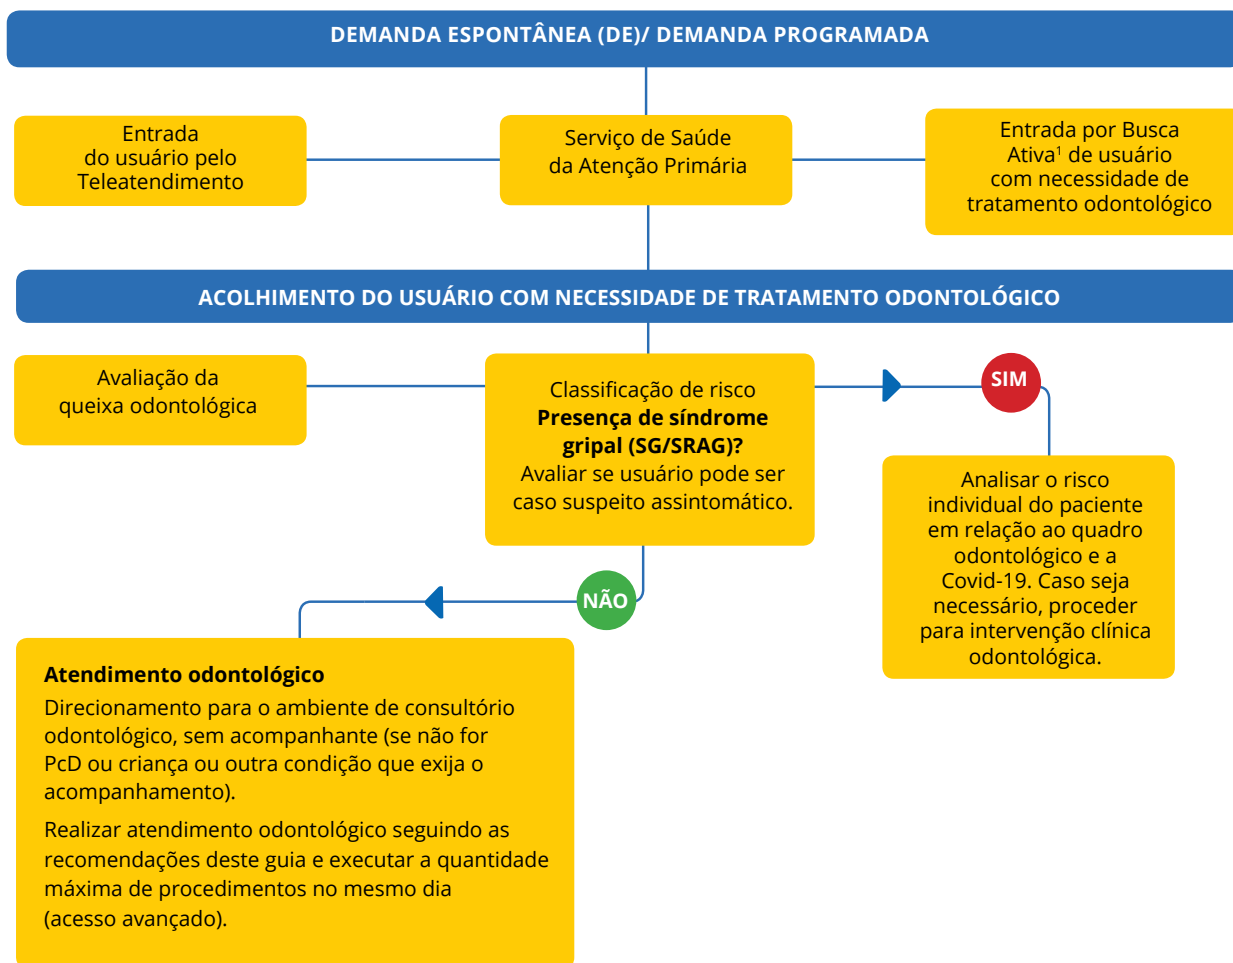 DEMANDA ESPONTÂNEA (DE)/ DEMANDA PROGRAMADA
Entrada
do usuário pelo
Teleatendimento
Serviço de Saúde
da Atenção Primária
Entrada por Busca
Ativa¹ de usuário
com necessidade de
tratamento odontológico
ACOLHIMENTO DO USUÁRIO COM NECESSIDADE DE TRATAMENTO ODONTOLÓGICO
Avaliação da
queixa odontológica
Classificação de risco
Presença de síndrome
gripal (SG/SRAG)?
Avaliar se usuário pode ser
caso suspeito assintomático.
SIM
Analisar o risco
individual do paciente
em relação ao quadro
odontológico e a
Covid-19. Caso seja
necessário, proceder
para intervenção clínica
odontológica.
NÃO
Atendimento odontológico
Direcionamento para o ambiente de consultório
odontológico, sem acompanhante (se não for
PcD ou criança ou outra condição que exija o
acompanhamento).
Realizar atendimento odontológico seguindo as
recomendações deste guia e executar a quantidade
máxima de procedimentos no mesmo dia
(acesso avançado).